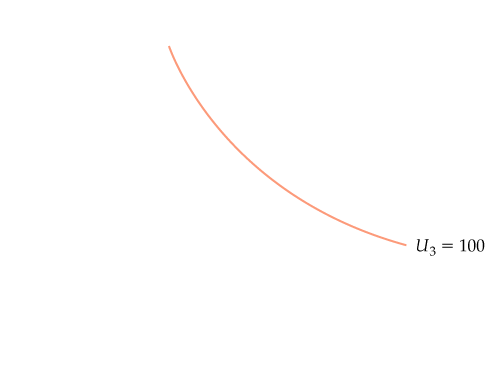 U₃ = 100